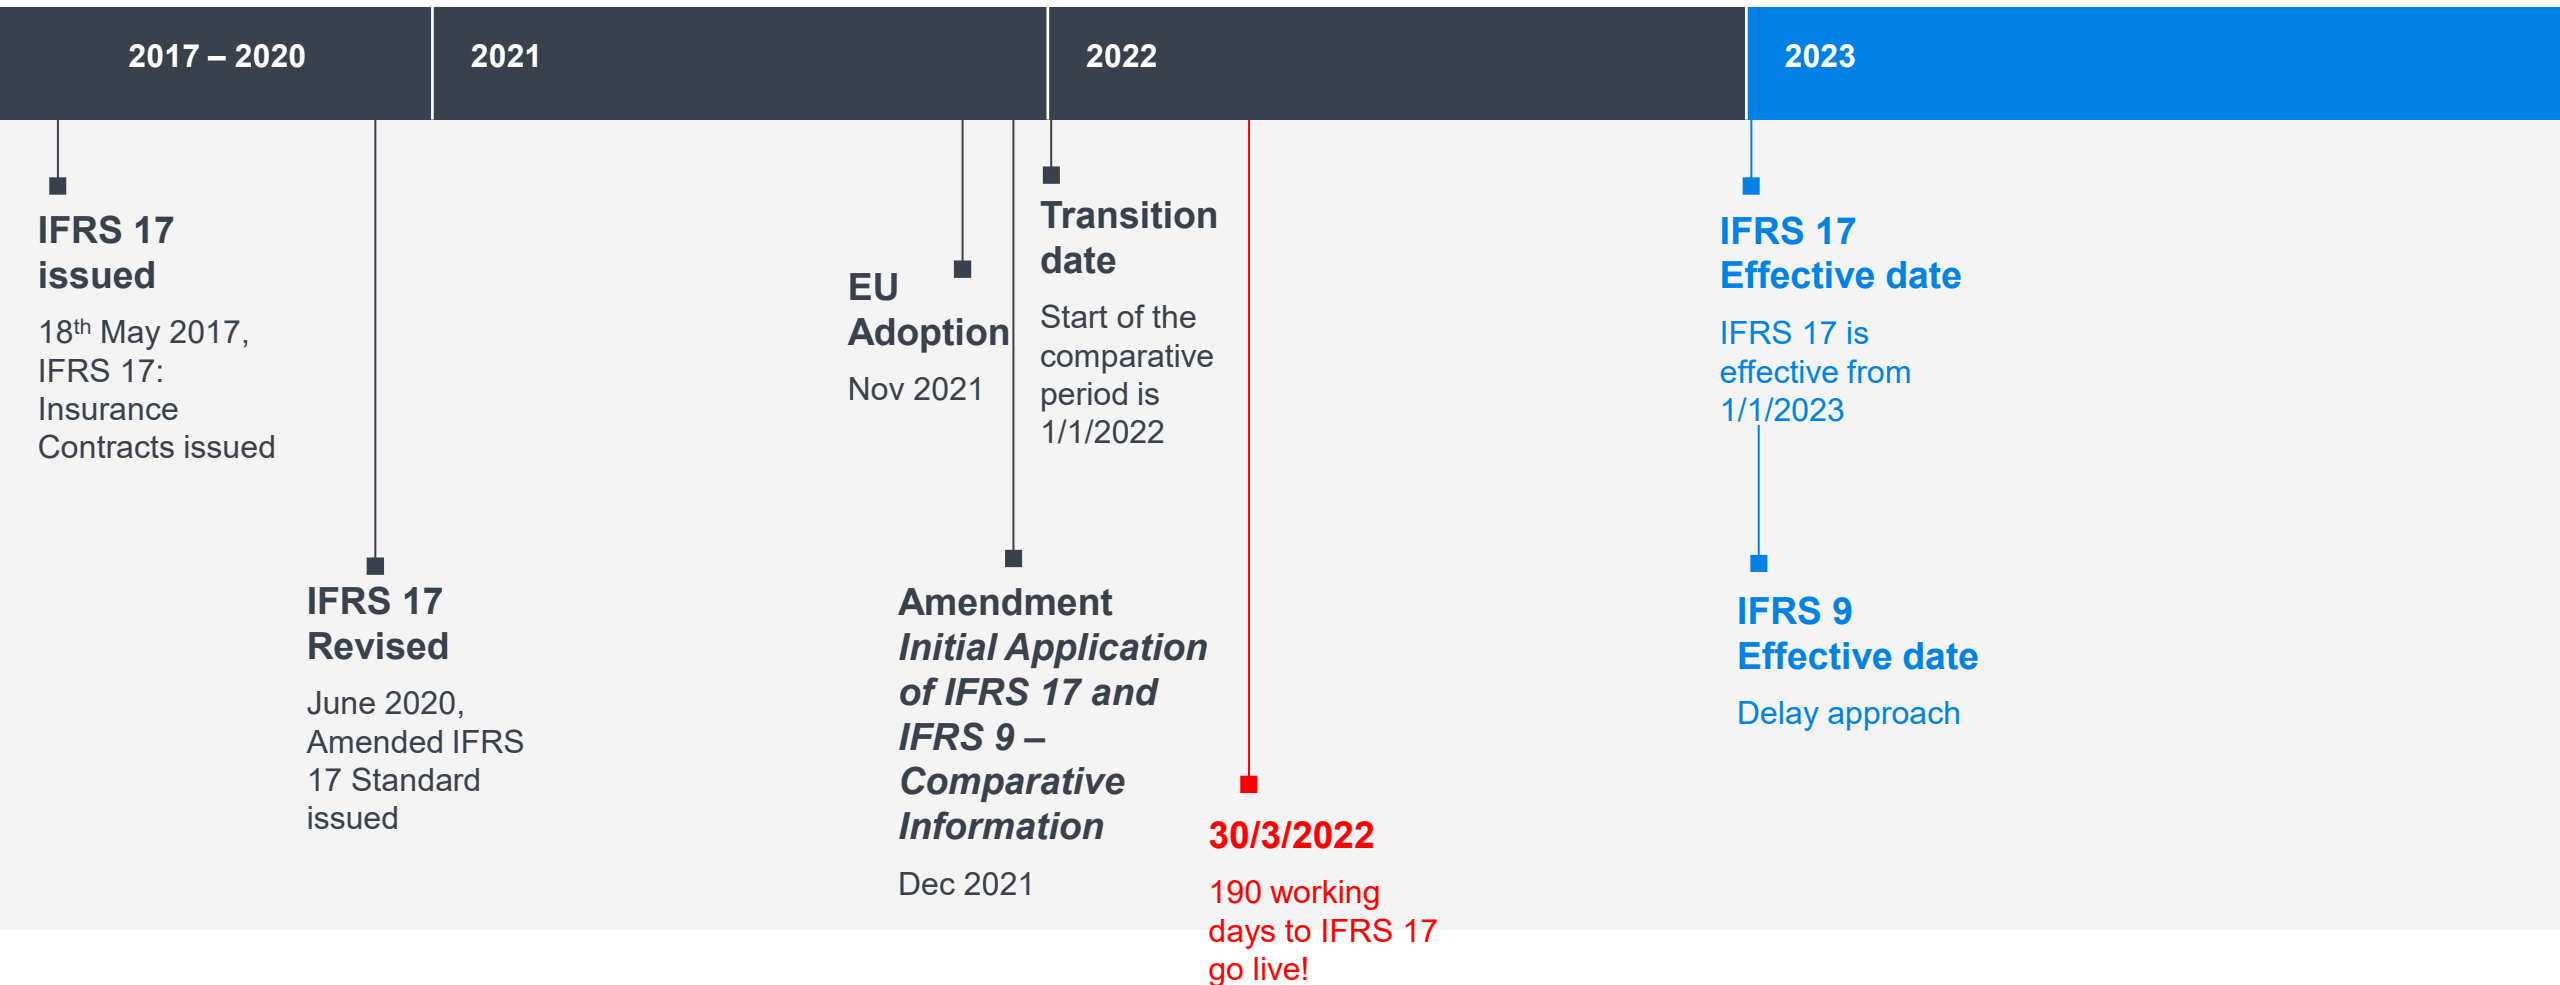 2017 – 2020
2021
2022
2023
IFRS 17
issued
18th May 2017,
IFRS 17:
Insurance
Contracts issued
IFRS 17
Revised
June 2020,
Amended IFRS
17 Standard
issued
EU
Adoption
Nov 2021
Amendment
Initial Application
of IFRS 17 and
IFRS 9 –
Comparative
Information
Dec 2021
Transition
date
Start of the
comparative
period is
1/1/2022
30/3/2022
190 working
days to IFRS 17
go live!
IFRS 17
Effective date
IFRS 17 is
effective from
1/1/2023
IFRS 9
Effective date
Delay approach